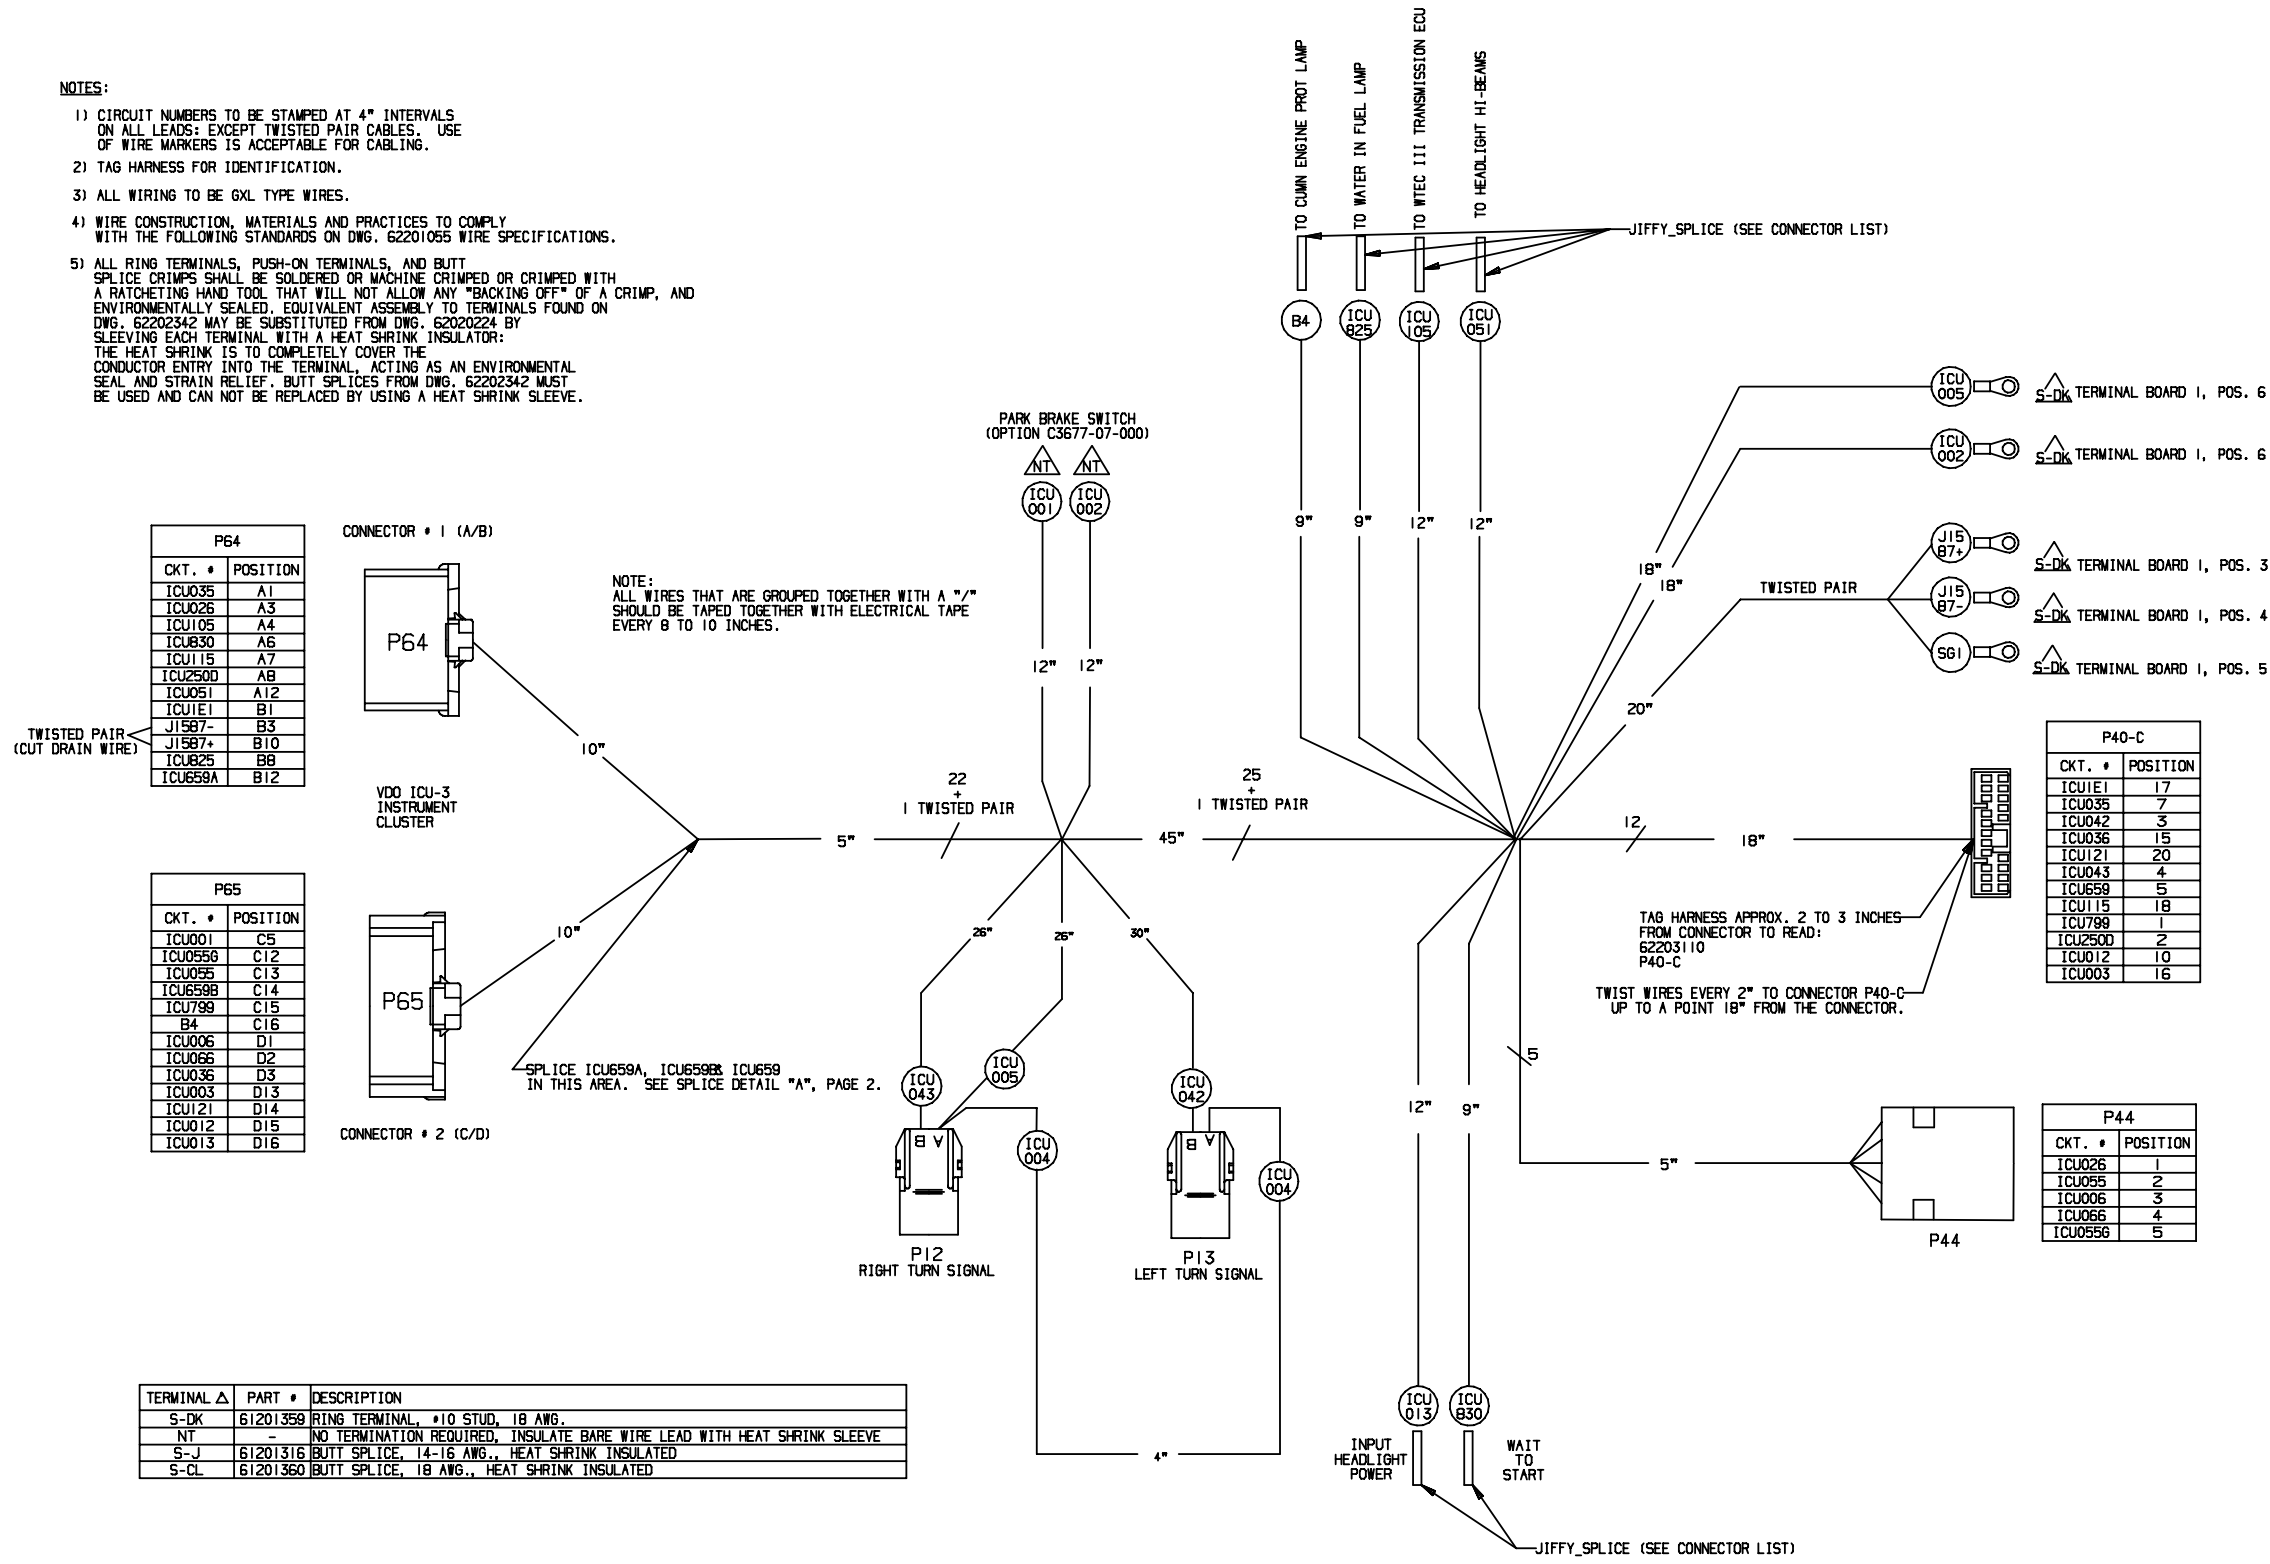 NOTES:
1) CIRCUIT NUMBERS TO BE STAMPED AT 4" INTERVALS
ON ALL LEADS: EXCEPT TWISTED PAIR CABLES. USE
OF WIRE MARKERS IS ACCEPTABLE FOR CABLING.
2) TAG HARNESS FOR IDENTIFICATION.
3) ALL WIRING TO BE GXL TYPE WIRES.
4) WIRE CONSTRUCTION, MATERIALS AND PRACTICES TO COMPLY
WITH THE FOLLOWING STANDARDS ON DWG. 62201055 WIRE SPECIFICATIONS.
5) ALL RING TERMINALS, PUSH-ON TERMINALS, AND BUTT
SPLICE CRIMPS SHALL BE SOLDERED OR MACHINE CRIMPED OR CRIMPED WITH
A RATCHETING HAND TOOL THAT WILL NOT ALLOW ANY "BACKING OFF" OF A CRIMP, AND
ENVIRONMENTALLY SEALED. EQUIVALENT ASSEMBLY TO TERMINALS FOUND ON
DWG. 62202342 MAY BE SUBSTITUTED FROM DWG. 62020224 BY
SLEEVING EACH TERMINAL WITH A HEAT SHRINK INSULATOR:
THE HEAT SHRINK IS TO COMPLETELY COVER THE
CONDUCTOR ENTRY INTO THE TERMINAL, ACTING AS AN ENVIRONMENTAL
SEAL AND STRAIN RELIEF. BUTT SPLICES FROM DWG. 62202342 MUST
BE USED AND CAN NOT BE REPLACED BY USING A HEAT SHRINK SLEEVE.
TO CUMN ENGINE PROT LAMP
TO WATER IN FUEL LAMP
TO WTEC III TRANSMISSION ECU
TO HEADLIGHT HI-BEAMS
JIFFY_SPLICE (SEE CONNECTOR LIST)
B4
ICU 825
ICU 105
ICU 051
9"
9"
12"
12"
ICU 005
S-DK TERMINAL BOARD 1, POS. 6
ICU 002
S-DK TERMINAL BOARD 1, POS. 6
J15 87+
S-DK TERMINAL BOARD 1, POS. 3
J15 87-
S-DK TERMINAL BOARD 1, POS. 4
SG1
S-DK TERMINAL BOARD 1, POS. 5
18"
18"
TWISTED PAIR
20"
PARK BRAKE SWITCH
(OPTION C3677-07-000)
NT NT
ICU 001
ICU 002
12" 12"
NOTE:
ALL WIRES THAT ARE GROUPED TOGETHER WITH A "/"
SHOULD BE TAPED TOGETHER WITH ELECTRICAL TAPE
EVERY 8 TO 10 INCHES.
P64
CKT. # POSITION
ICU035 A1
ICU026 A3
ICU105 A4
ICU830 A6
ICU115 A7
ICU250D A8
ICU051 A12
ICU1E1 B1
J1587- B3
J1587+ B10
ICU825 B8
ICU659A B12
TWISTED PAIR
(CUT DRAIN WIRE)
CONNECTOR # 1 (A/B)
P64
10"
VDO ICU-3
INSTRUMENT
CLUSTER
5"
22
+
1 TWISTED PAIR
45"
25
+
1 TWISTED PAIR
12
18"
P65
CKT. # POSITION
ICU001 C5
ICU055G C12
ICU055 C13
ICU659B C14
ICU799 C15
B4 C16
ICU006 D1
ICU066 D2
ICU036 D3
ICU003 D13
ICU121 D14
ICU012 D15
ICU013 D16
P65
10"
CONNECTOR # 2 (C/D)
SPLICE ICU659A, ICU659B& ICU659
IN THIS AREA. SEE SPLICE DETAIL "A", PAGE 2.
26"
26"
30"
ICU 043
ICU 005
ICU 004
B A
P12
RIGHT TURN SIGNAL
ICU 042
ICU 004
B A
P13
LEFT TURN SIGNAL
4"
P40-C
CKT. # POSITION
ICU1E1 17
ICU035 7
ICU042 3
ICU036 15
ICU121 20
ICU043 4
ICU659 5
ICU115 18
ICU799 1
ICU250D 2
ICU012 10
ICU003 16
TAG HARNESS APPROX. 2 TO 3 INCHES
FROM CONNECTOR TO READ:
62203110
P40-C
TWIST WIRES EVERY 2" TO CONNECTOR P40-C
UP TO A POINT 18" FROM THE CONNECTOR.
5
5"
P44
P44
CKT. # POSITION
ICU026 1
ICU055 2
ICU006 3
ICU066 4
ICU055G 5
12"
9"
ICU 013
ICU 830
INPUT
HEADLIGHT
POWER
WAIT
TO
START
JIFFY_SPLICE (SEE CONNECTOR LIST)
TERMINAL PART # DESCRIPTION
S-DK 61201359 RING TERMINAL, #10 STUD, 18 AWG.
NT - NO TERMINATION REQUIRED, INSULATE BARE WIRE LEAD WITH HEAT SHRINK SLEEVE
S-J 61201316 BUTT SPLICE, 14-16 AWG., HEAT SHRINK INSULATED
S-CL 61201360 BUTT SPLICE, 18 AWG., HEAT SHRINK INSULATED